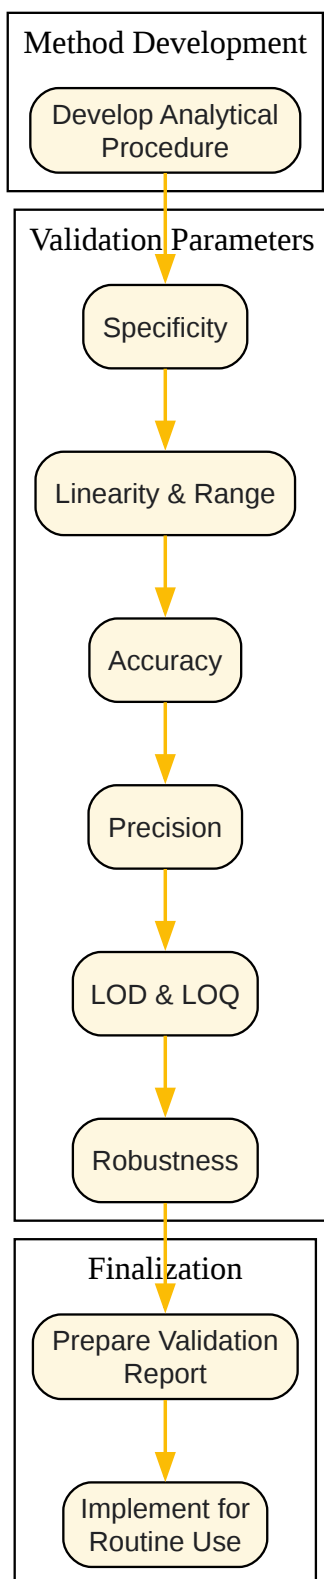 Method Development
Develop Analytical
Procedure
Validation Parameters
Specificity
Linearity & Range
Accuracy
Precision
LOD & LOQ
Robustness
Finalization
Prepare Validation
Report
Implement for
Routine Use